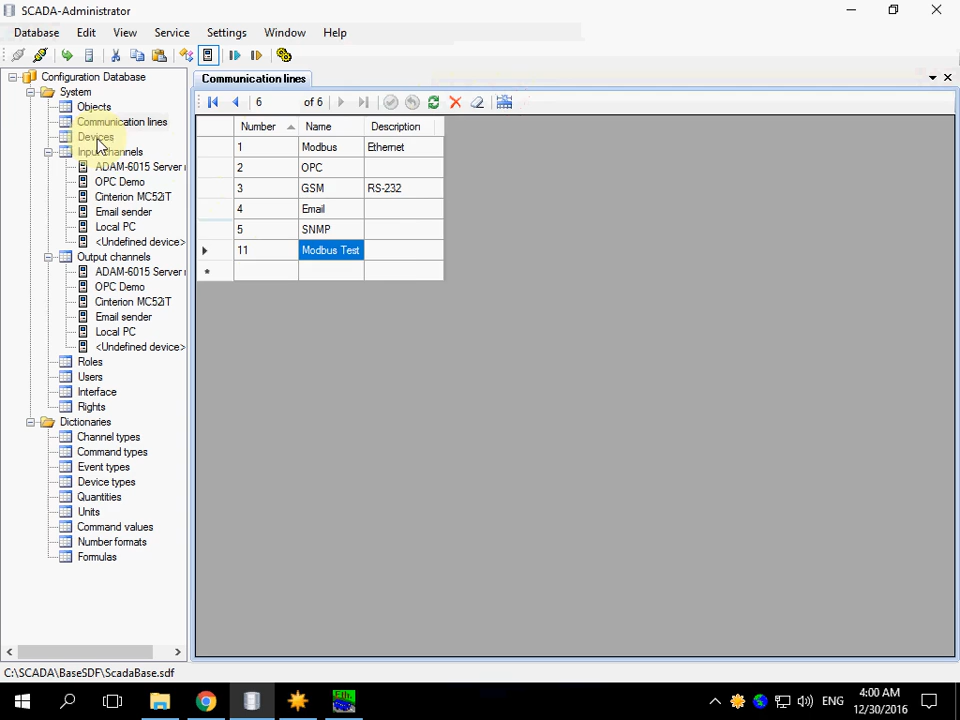 SCADA-Administrator
Database Edit View Service Settings Window Help
Configuration Database
System
Objects
Communication lines
Devices
Input channels
ADAM-6015 Server r
OPC Demo
Cinterion MC52iT
Email sender
Local PC
<Undefined device>
Output channels
ADAM-6015 Server r
OPC Demo
Cinterion MC52iT
Email sender
Local PC
<Undefined device>
Roles
Users
Interface
Rights
Dictionaries
Channel types
Command types
Event types
Device types
Quantities
Units
Command values
Number formats
Formulas
Communication lines
6 of 6
Number Name Description
1 Modbus Ethernet
2 OPC
3 GSM RS-232
4 Email
5 SNMP
11 Modbus Test
C:\SCADA\BaseSDF\ScadaBase.sdf
ENG
4:00 AM
12/30/2016